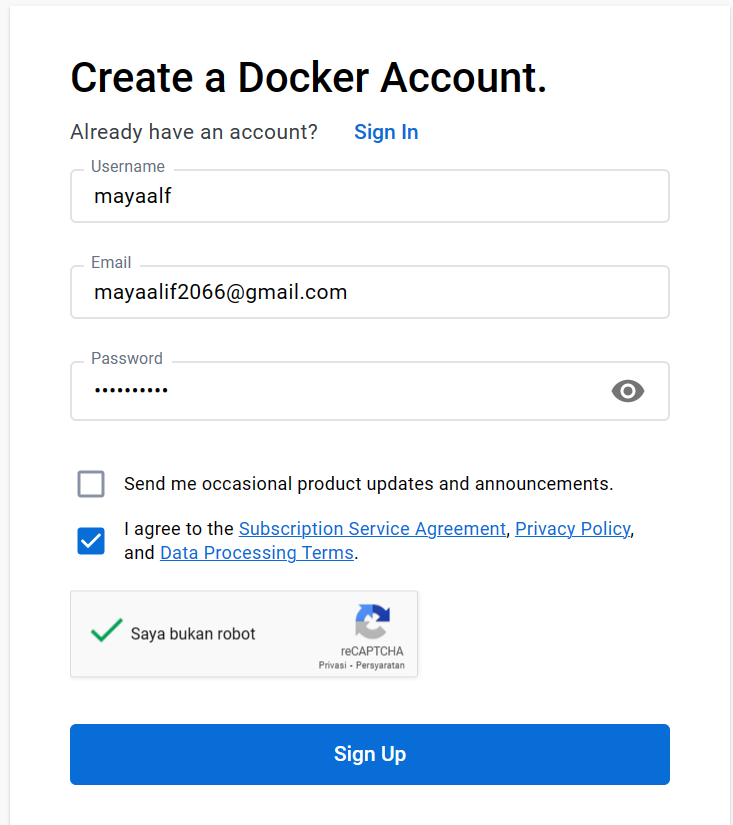 Create a Docker Account.
Already have an account? Sign In
Username
mayaalf
Email
mayaalif2066@gmail.com
Password
••••••••••
Send me occasional product updates and announcements.
I agree to the Subscription Service Agreement, Privacy Policy,
and Data Processing Terms.
Saya bukan robot
reCAPTCHA
Privasi - Persyaratan
Sign Up